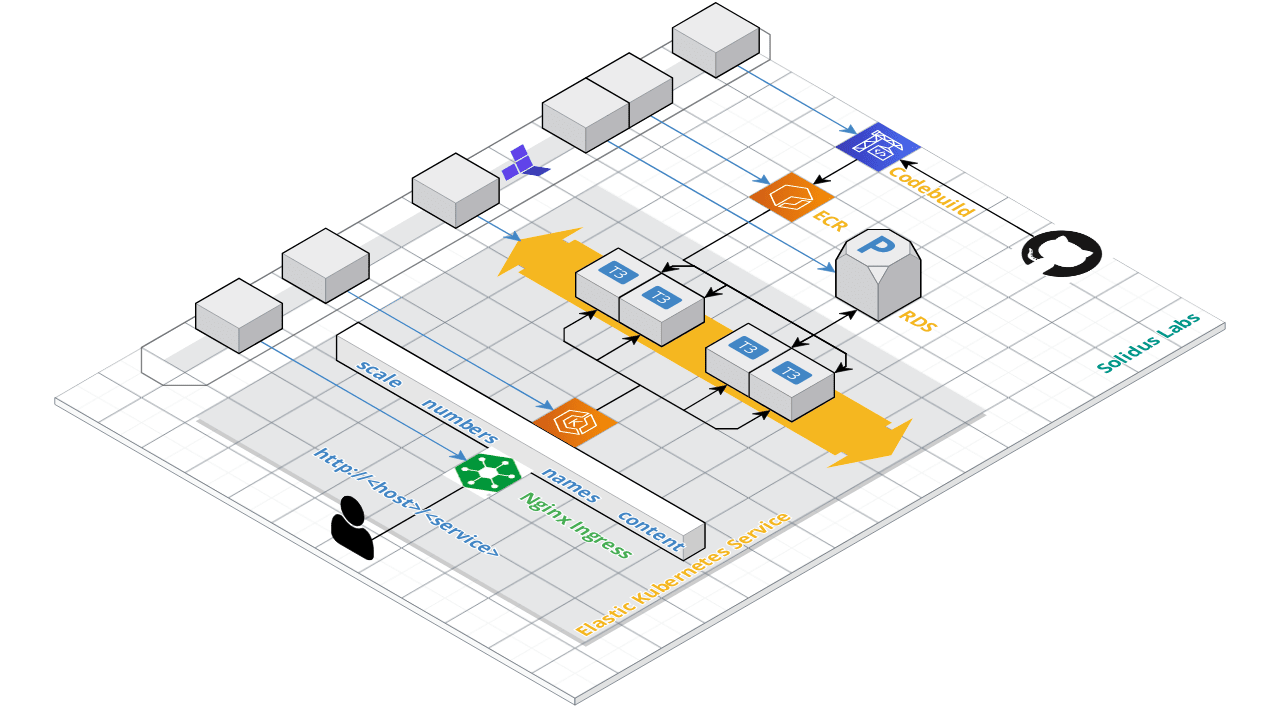 Codebuild
ECR
P
RDS
Solidus Labs
T3
T3
T3
T3
scale
numbers
names
content
http://<host>/<service>
Nginx Ingress
K
Elastic Kubernetes Service